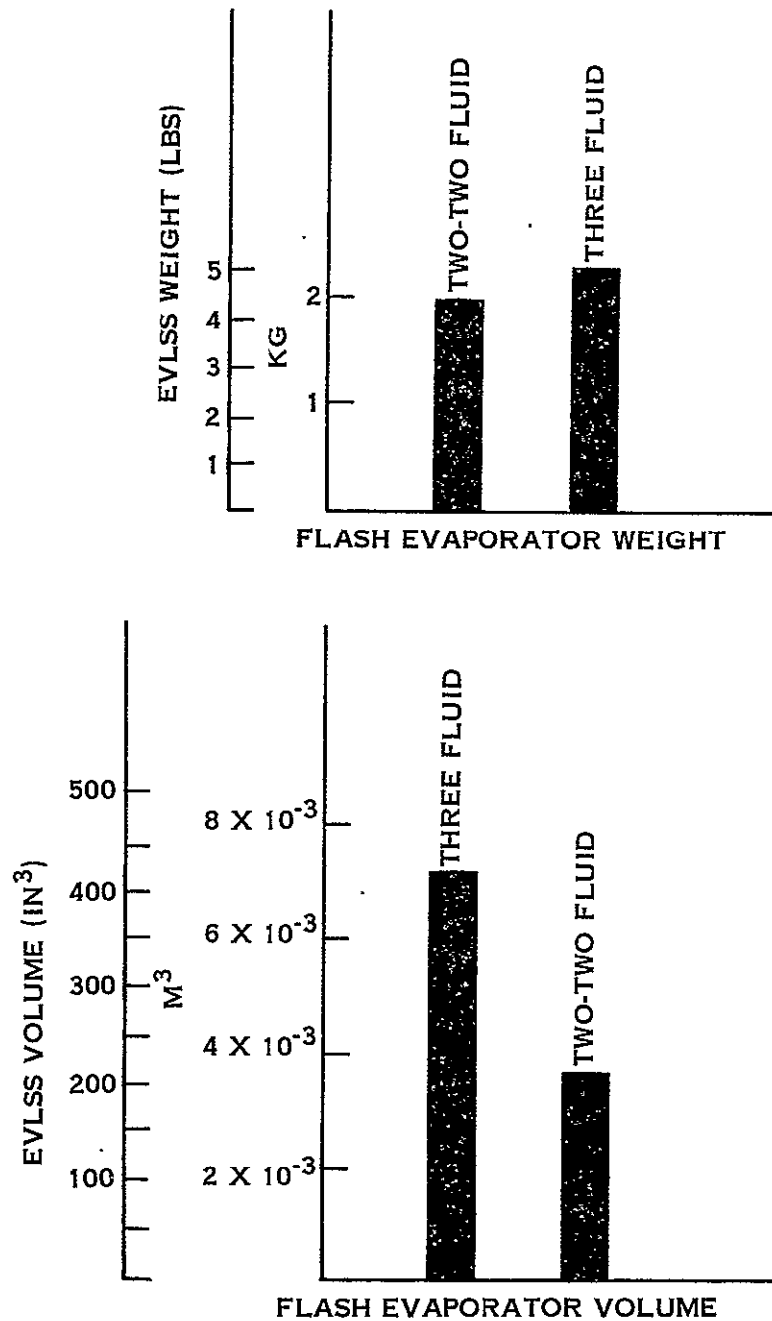 EVLSS WEIGHT (LBS)
5
4
3
2
1
KG
2
1
TWO-TWO FLUID
THREE FLUID
FLASH EVAPORATOR WEIGHT
EVLSS VOLUME (IN³)
500
400
300
200
100
M³
8 X 10⁻³
6 X 10⁻³
4 X 10⁻³
2 X 10⁻³
THREE FLUID
TWO-TWO FLUID
FLASH EVAPORATOR VOLUME